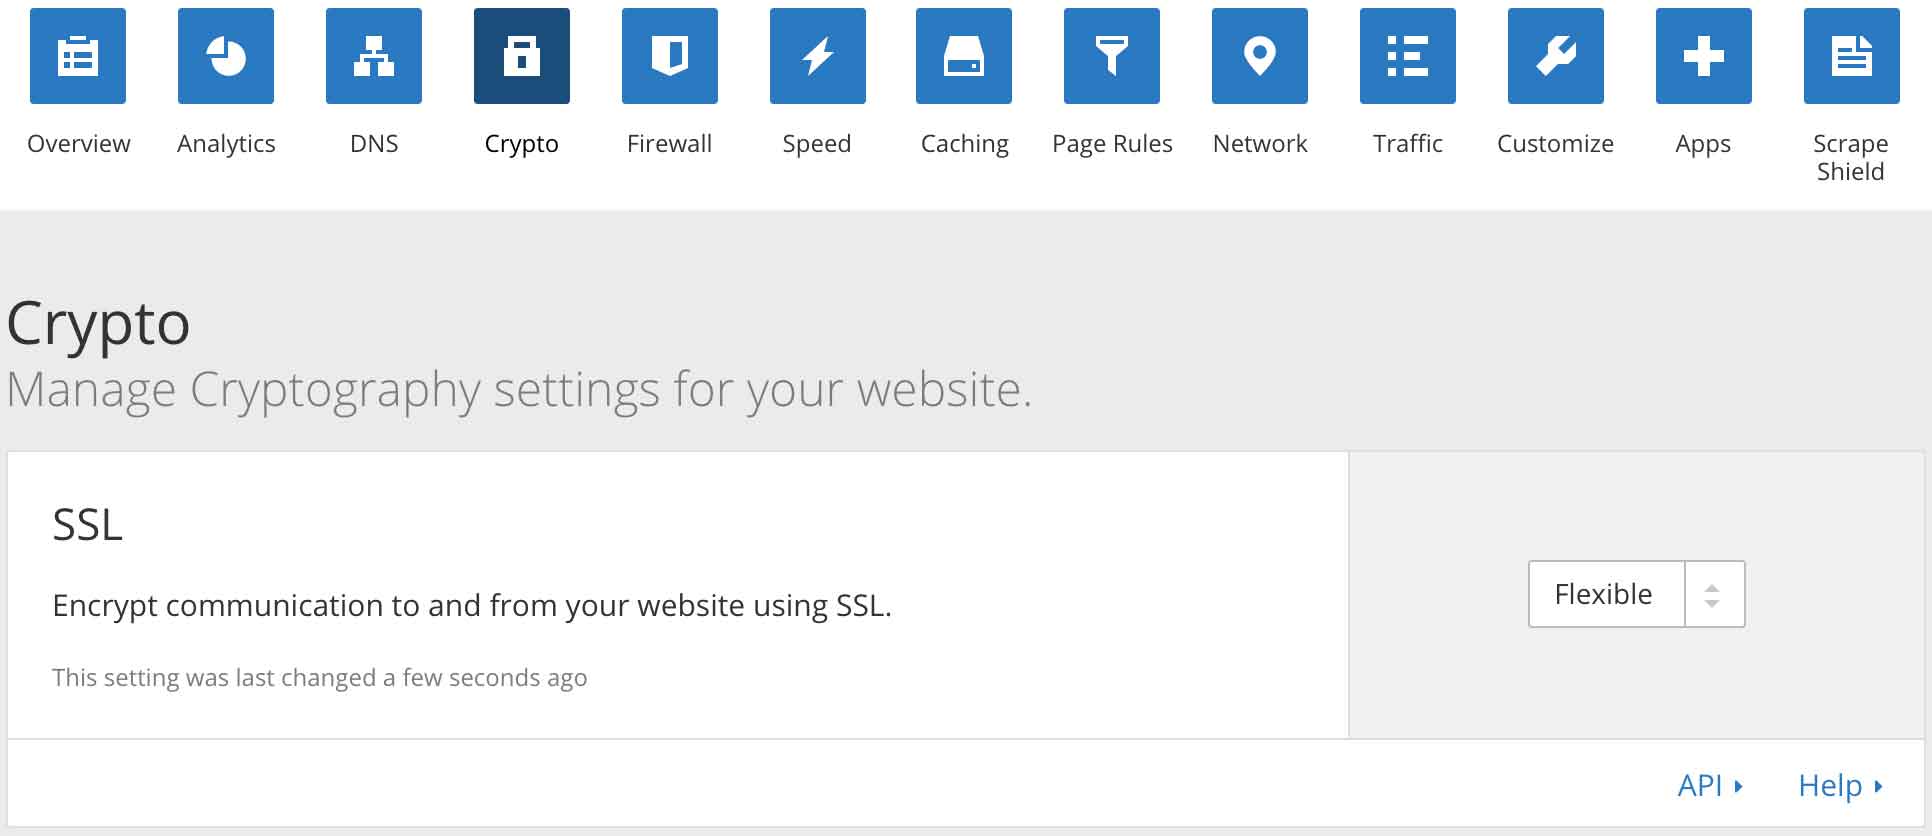 Overview
Analytics
DNS
Crypto
Firewall
Speed
Caching
Page Rules
Network
Traffic
Customize
Apps
Scrape
Shield
Crypto
Manage Cryptography settings for your website.
SSL
Encrypt communication to and from your website using SSL.
This setting was last changed a few seconds ago
Flexible
API
Help